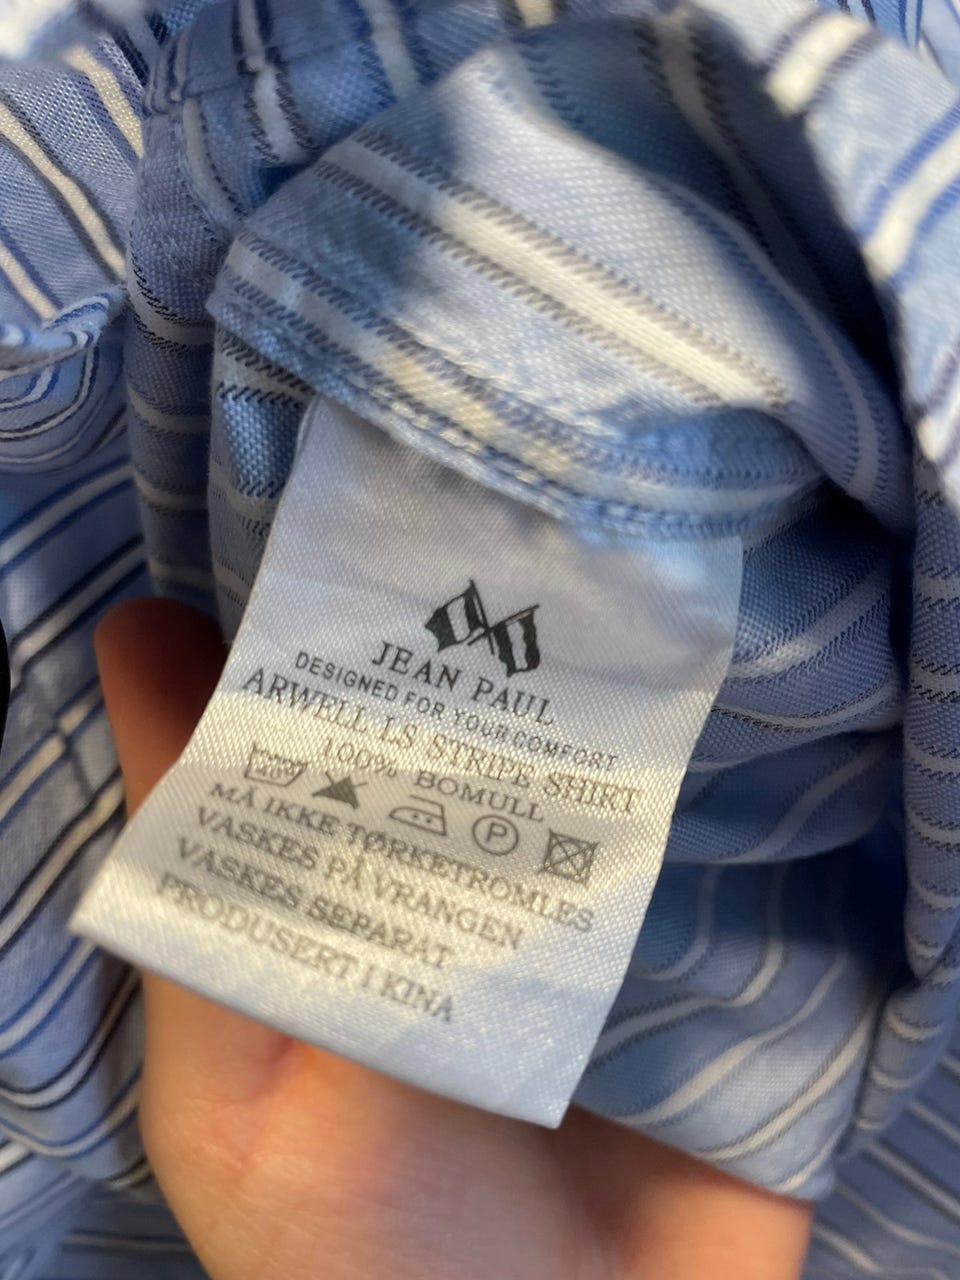 JEAN PAUL
DESIGNED FOR YOUR COMFORT
ARWELL LS STRIPE SHIRT
100% BOMULL
40° P
MÅ IKKE TØRKETROMLES
VASKES PÅ VRANGEN
VASKES SEPARAT
PRODUSERT I KINA